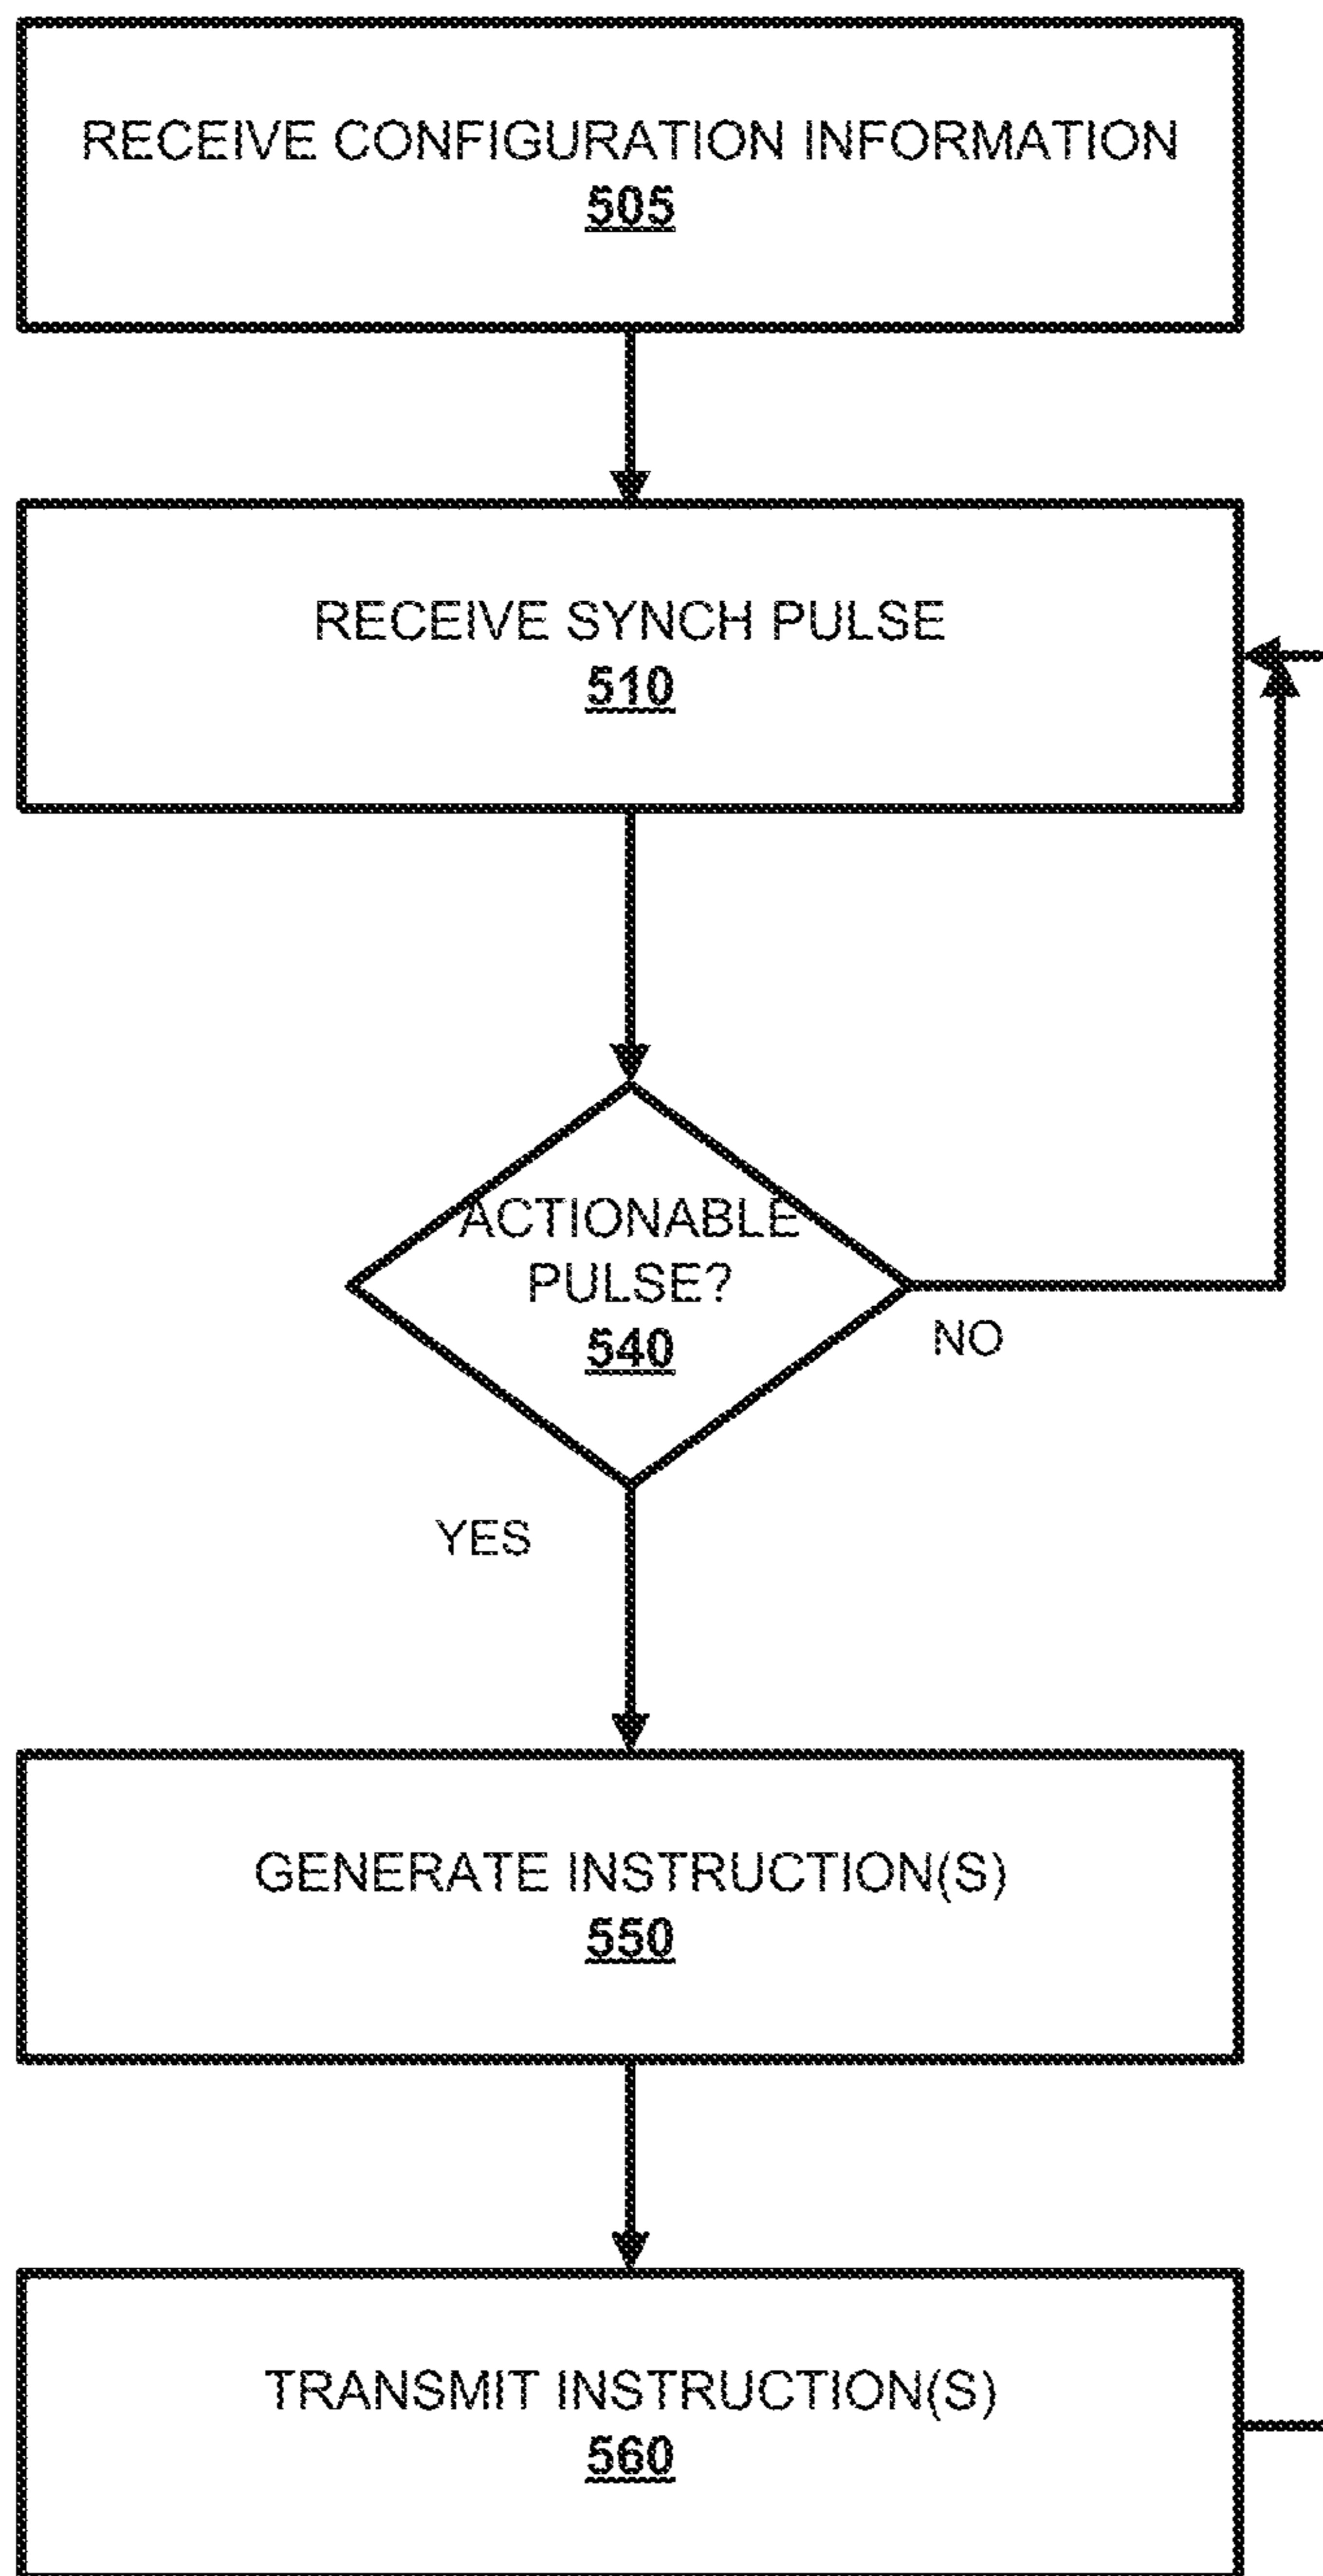 RECEIVE CONFIGURATION INFORMATION
505
RECEIVE SYNCH PULSE
510
ACTIONABLE
PULSE?
540
NO
YES
GENERATE INSTRUCTION(S)
550
TRANSMIT INSTRUCTION(S)
560